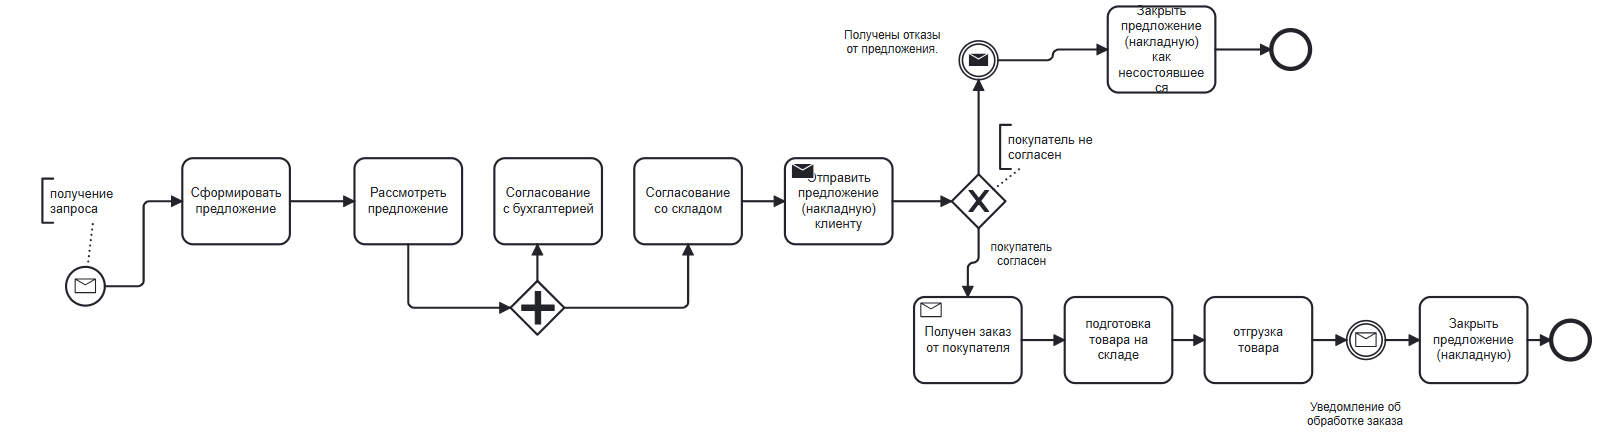 получение
запроса
Сформировать
предложение
Рассмотреть
предложение
Согласование
с бухгалтерией
Согласование
со складом
Отправить
предложение
(накладную)
клиенту
Получены отказы
от предложения.
Закрыть
предложение
(накладную)
как
несостоявшее
ся
покупатель не
согласен
покупатель
согласен
Получен заказ
от покупателя
подготовка
товара на
складе
отгрузка
товара
Уведомление об
обработке заказа
Закрыть
предложение
(накладную)